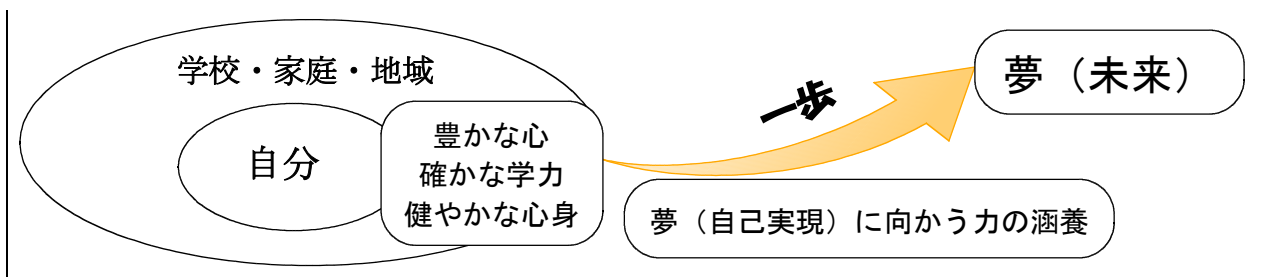 学校・家庭・地域
自分
豊かな心
確かな学力
健やかな心身
一歩
夢（未来）
夢（自己実現）に向かう力の涵養